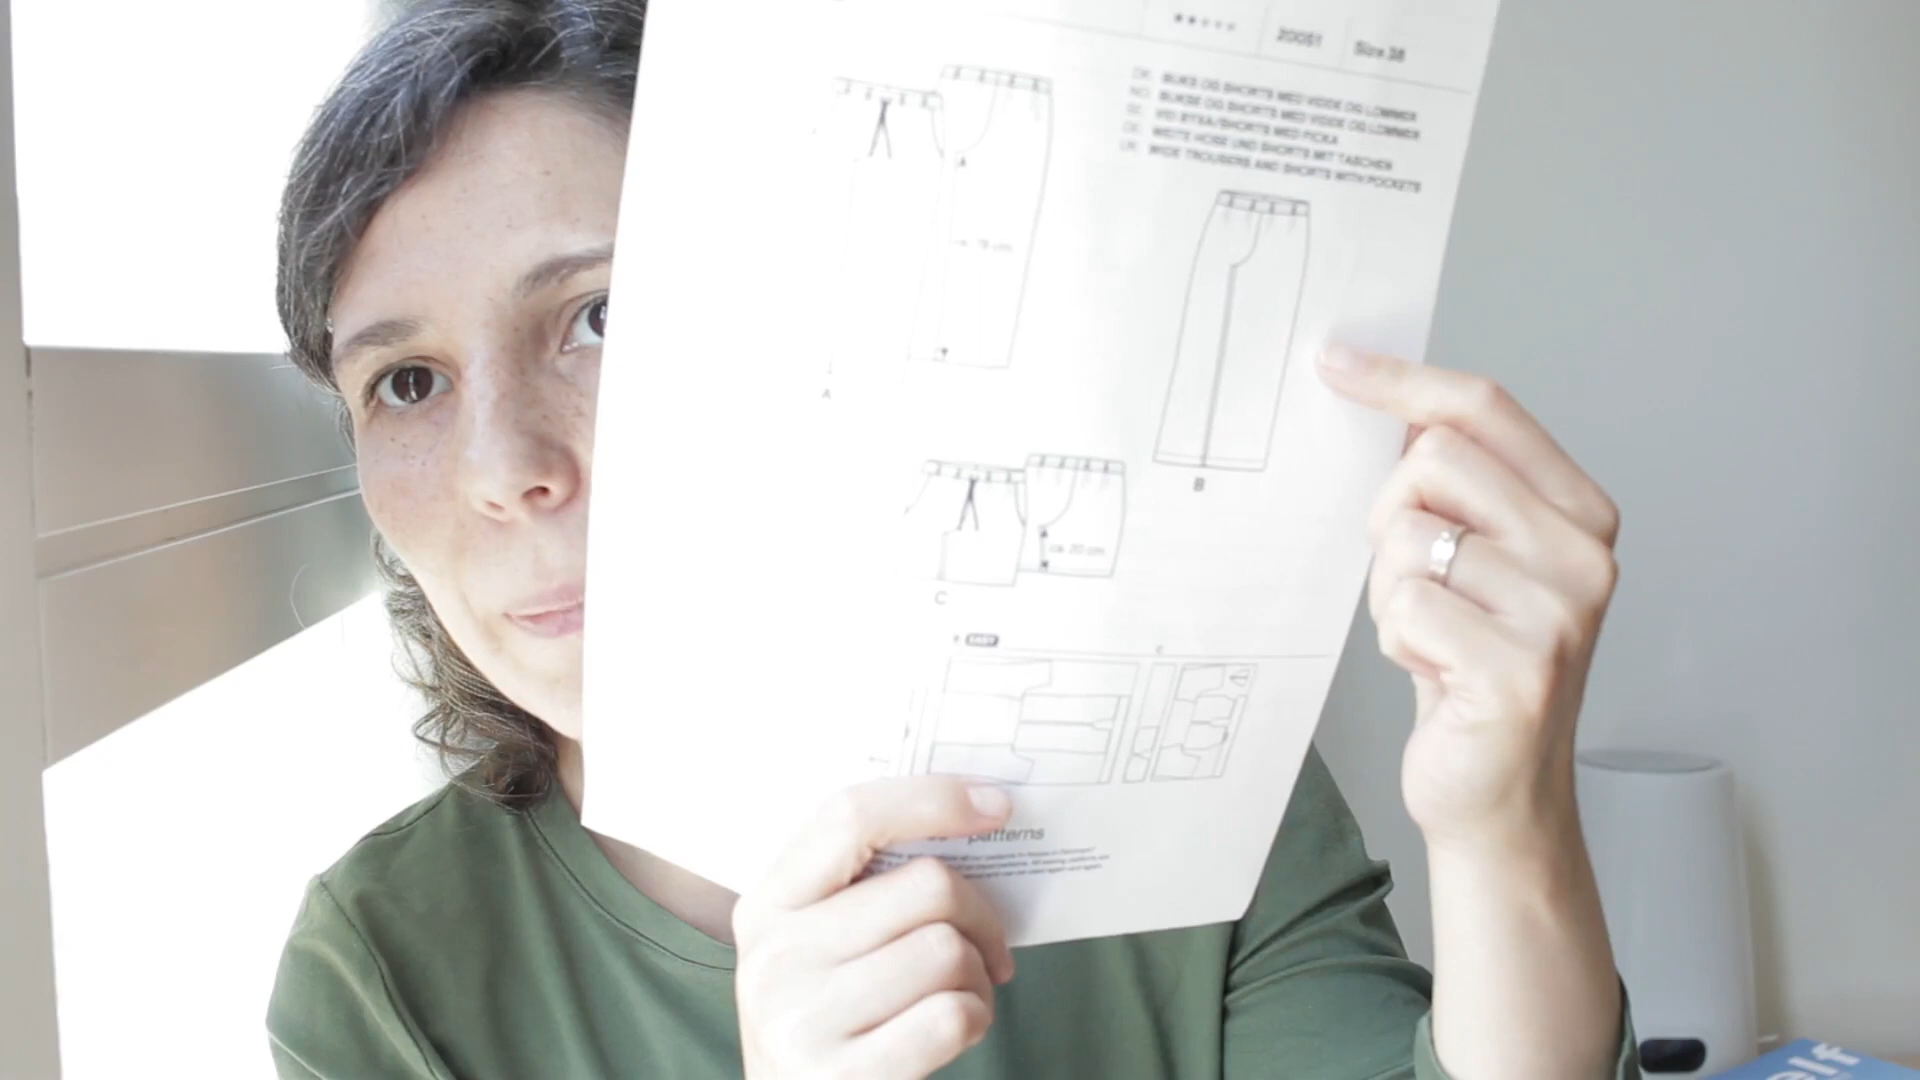 20051 Size 38
DK BUKS OG SHORTS MED VIDDE OG LOMMER
NO BUKSE OG SHORTS MED VIDDE OG LOMMER
SE VID BYXA/SHORTS MED FICKA
DE WEITE HOSE UND SHORTS MIT TASCHEN
UK WIDE TROUSERS AND SHORTS WITH POCKETS
ca. 79 cm
A
B
ca. 20 cm
C
EASY
C
patterns
elf